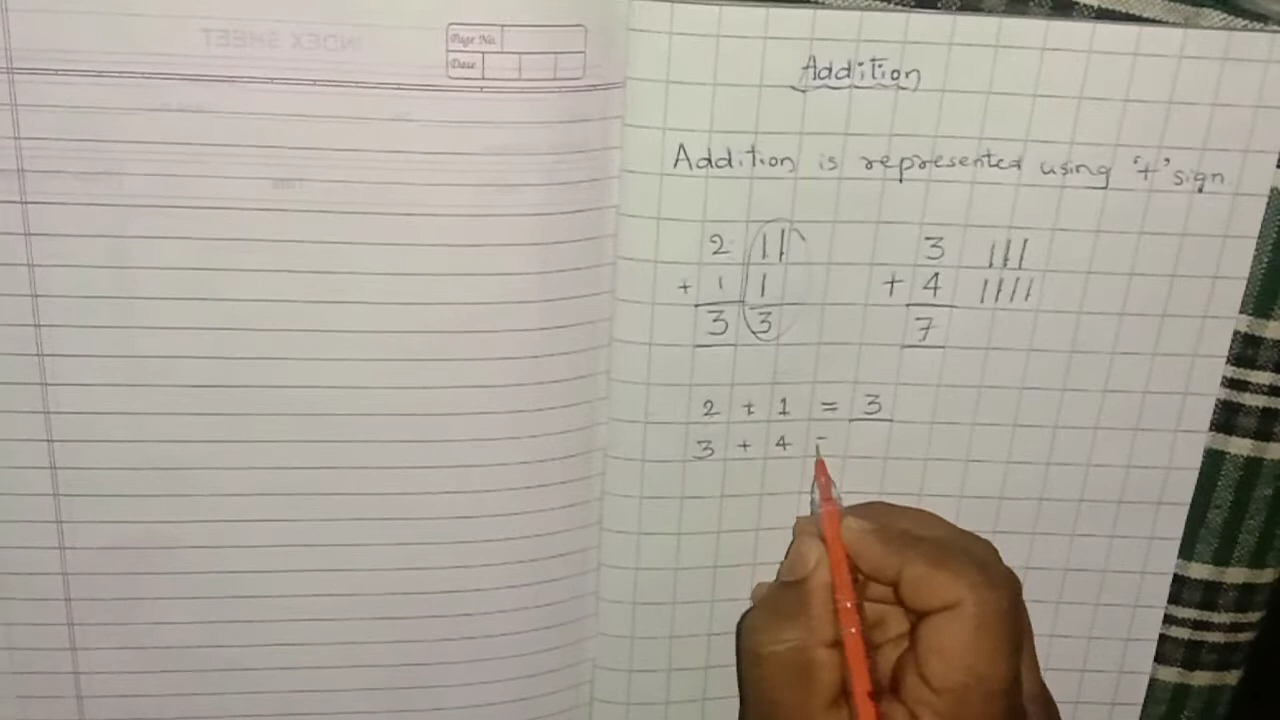 INDEX SHEET
Page No.
Date
Addition
Addition is represented using '+' sign
2 || 3 |||
+ 1 | + 4 ||||
3 3 7
2 + 1 = 3
3 + 4 -